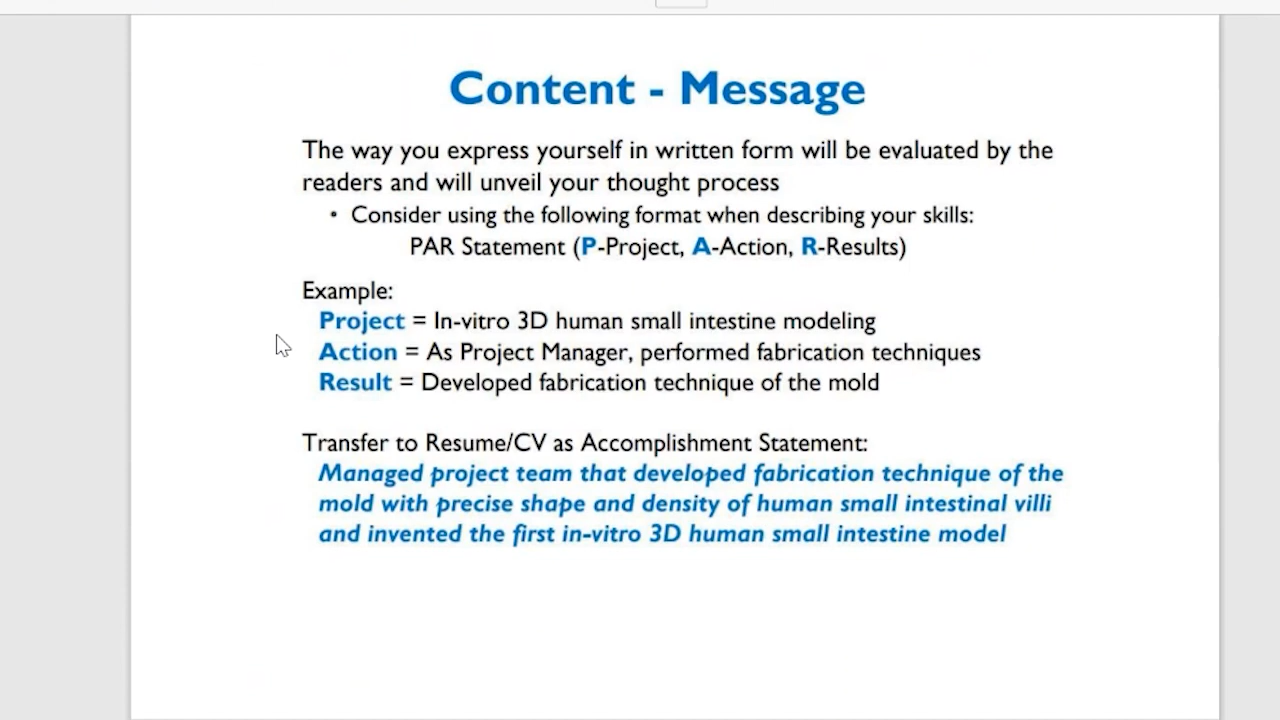 Content - Message
The way you express yourself in written form will be evaluated by the
readers and will unveil your thought process
• Consider using the following format when describing your skills:
PAR Statement (P-Project, A-Action, R-Results)
Example:
Project = In-vitro 3D human small intestine modeling
Action = As Project Manager, performed fabrication techniques
Result = Developed fabrication technique of the mold
Transfer to Resume/CV as Accomplishment Statement:
Managed project team that developed fabrication technique of the
mold with precise shape and density of human small intestinal villi
and invented the first in-vitro 3D human small intestine model